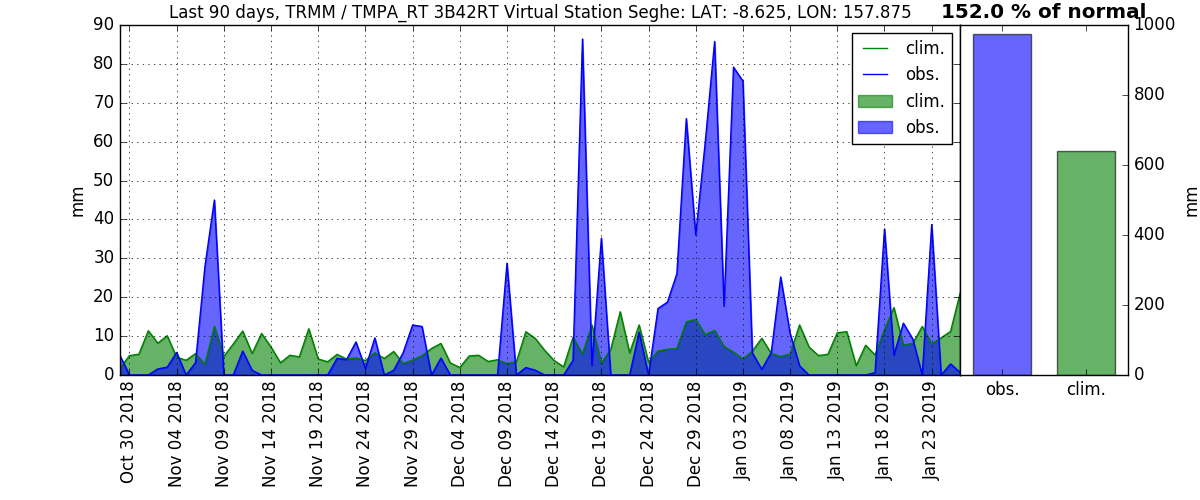 Last 90 days, TRMM / TMPA_RT 3B42RT Virtual Station Seghe: LAT: -8.625, LON: 157.875
152.0 % of normal
90
80
70
60
50
40
30
20
10
0
mm
clim.
obs.
clim.
obs.
1000
800
600
400
200
0
mm
Oct 30 2018
Nov 04 2018
Nov 09 2018
Nov 14 2018
Nov 19 2018
Nov 24 2018
Nov 29 2018
Dec 04 2018
Dec 09 2018
Dec 14 2018
Dec 19 2018
Dec 24 2018
Dec 29 2018
Jan 03 2019
Jan 08 2019
Jan 13 2019
Jan 18 2019
Jan 23 2019
obs.
clim.